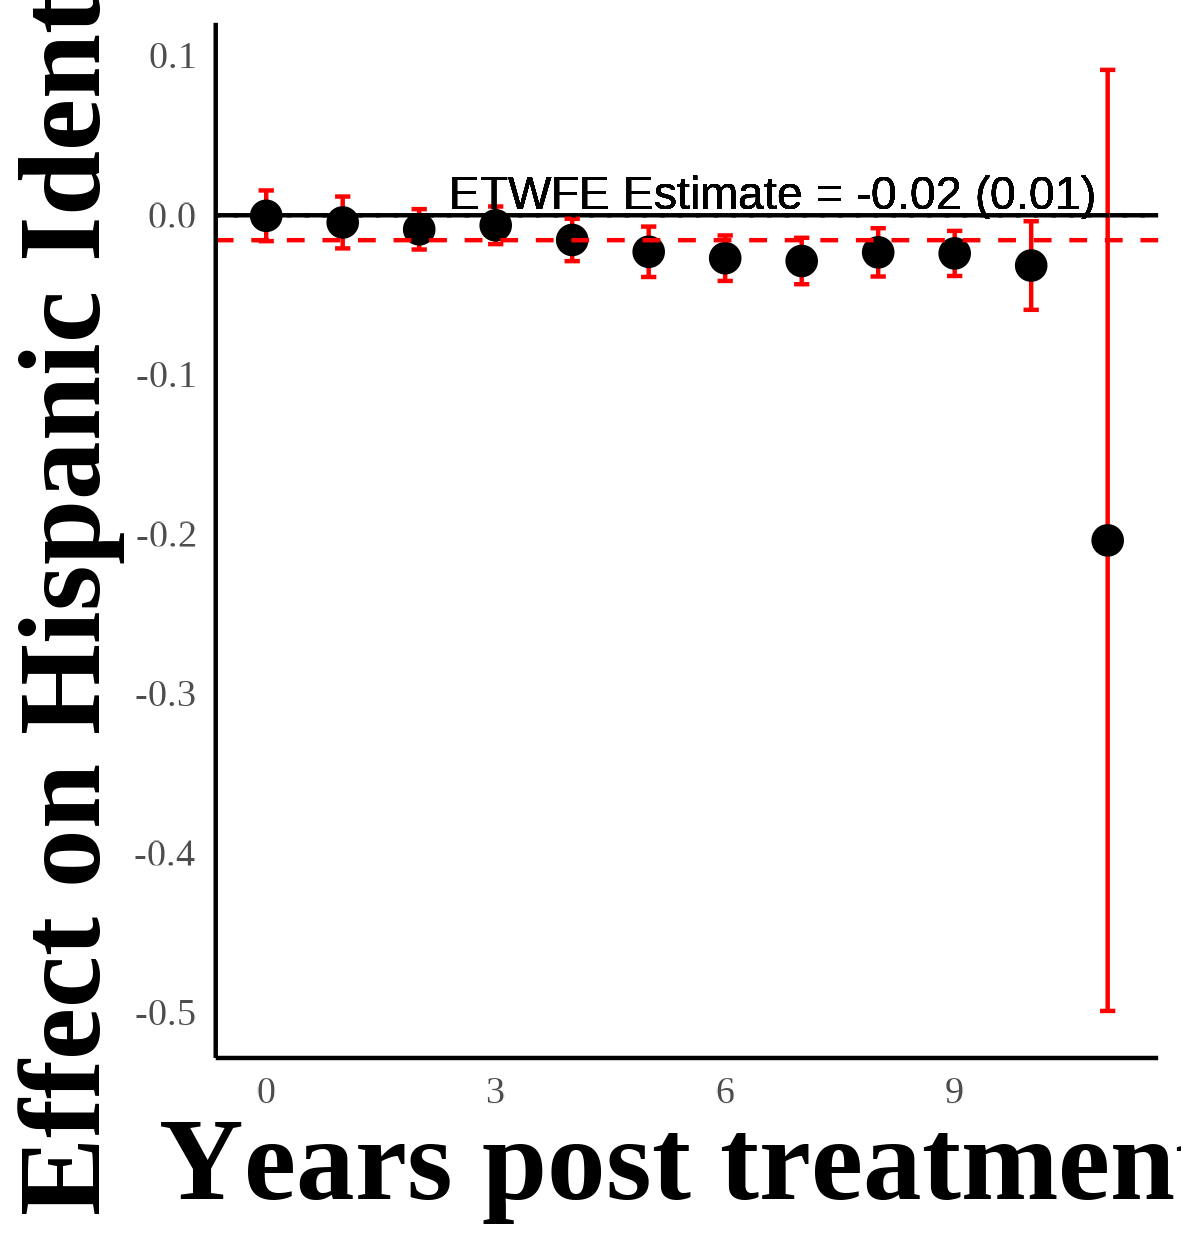 Effect on Hispanic Ident
0.1
0.0
-0.1
-0.2
-0.3
-0.4
-0.5
ETWFE Estimate = -0.02 (0.01)
0 3 6 9
Years post treatment